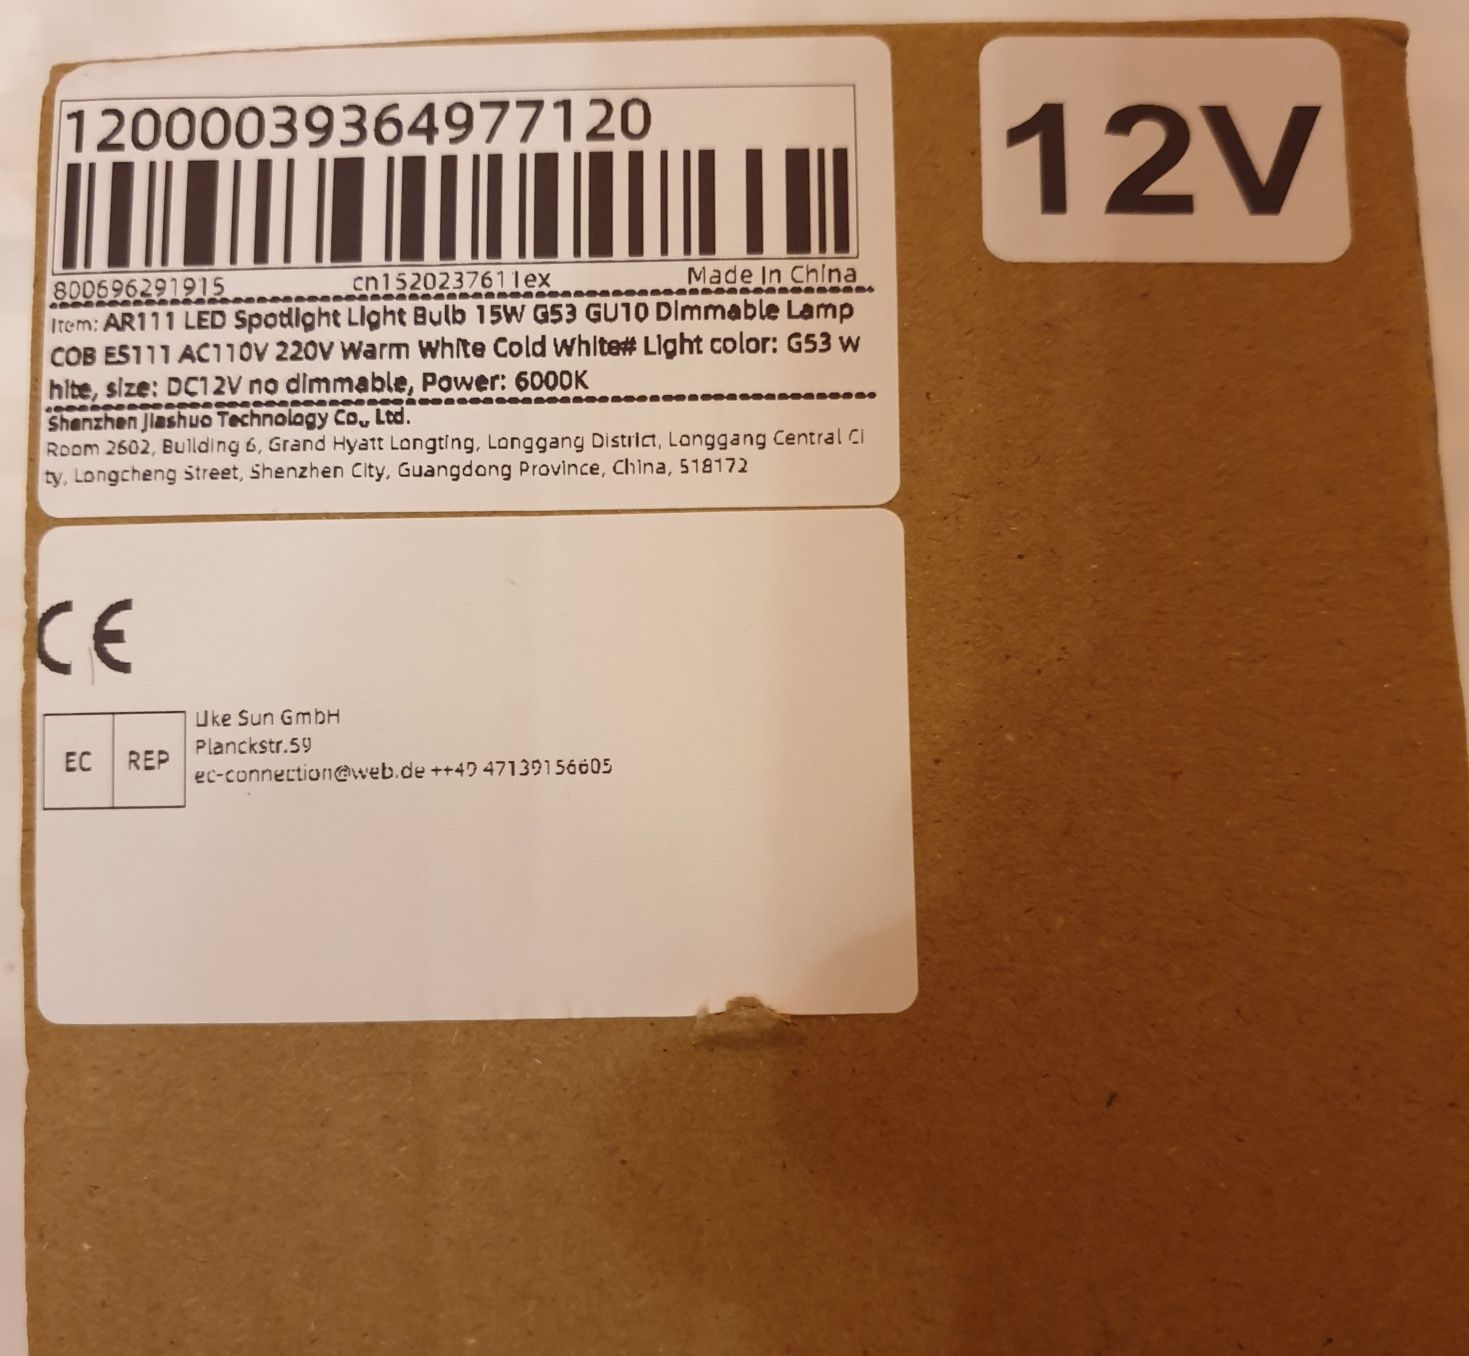 12000039364977120
12V
800696291915 cn1520237611ex Made In China
Item: AR111 LED Spotlight Light Bulb 15W G53 GU10 Dimmable Lamp
COB ES111 AC110V 220V Warm White Cold White# Light color: G53 w
hite, size: DC12V no dimmable, Power: 6000K
Shenzhen Jiashuo Technology Co., Ltd.
Room 2602, Building 6, Grand Hyatt Longting, Longgang District, Longgang Central Ci
ty, Longcheng Street, Shenzhen City, Guangdong Province, China, 518172
CE
EC REP
Like Sun GmbH
Planckstr.59
ec-connection@web.de ++49 47139156605